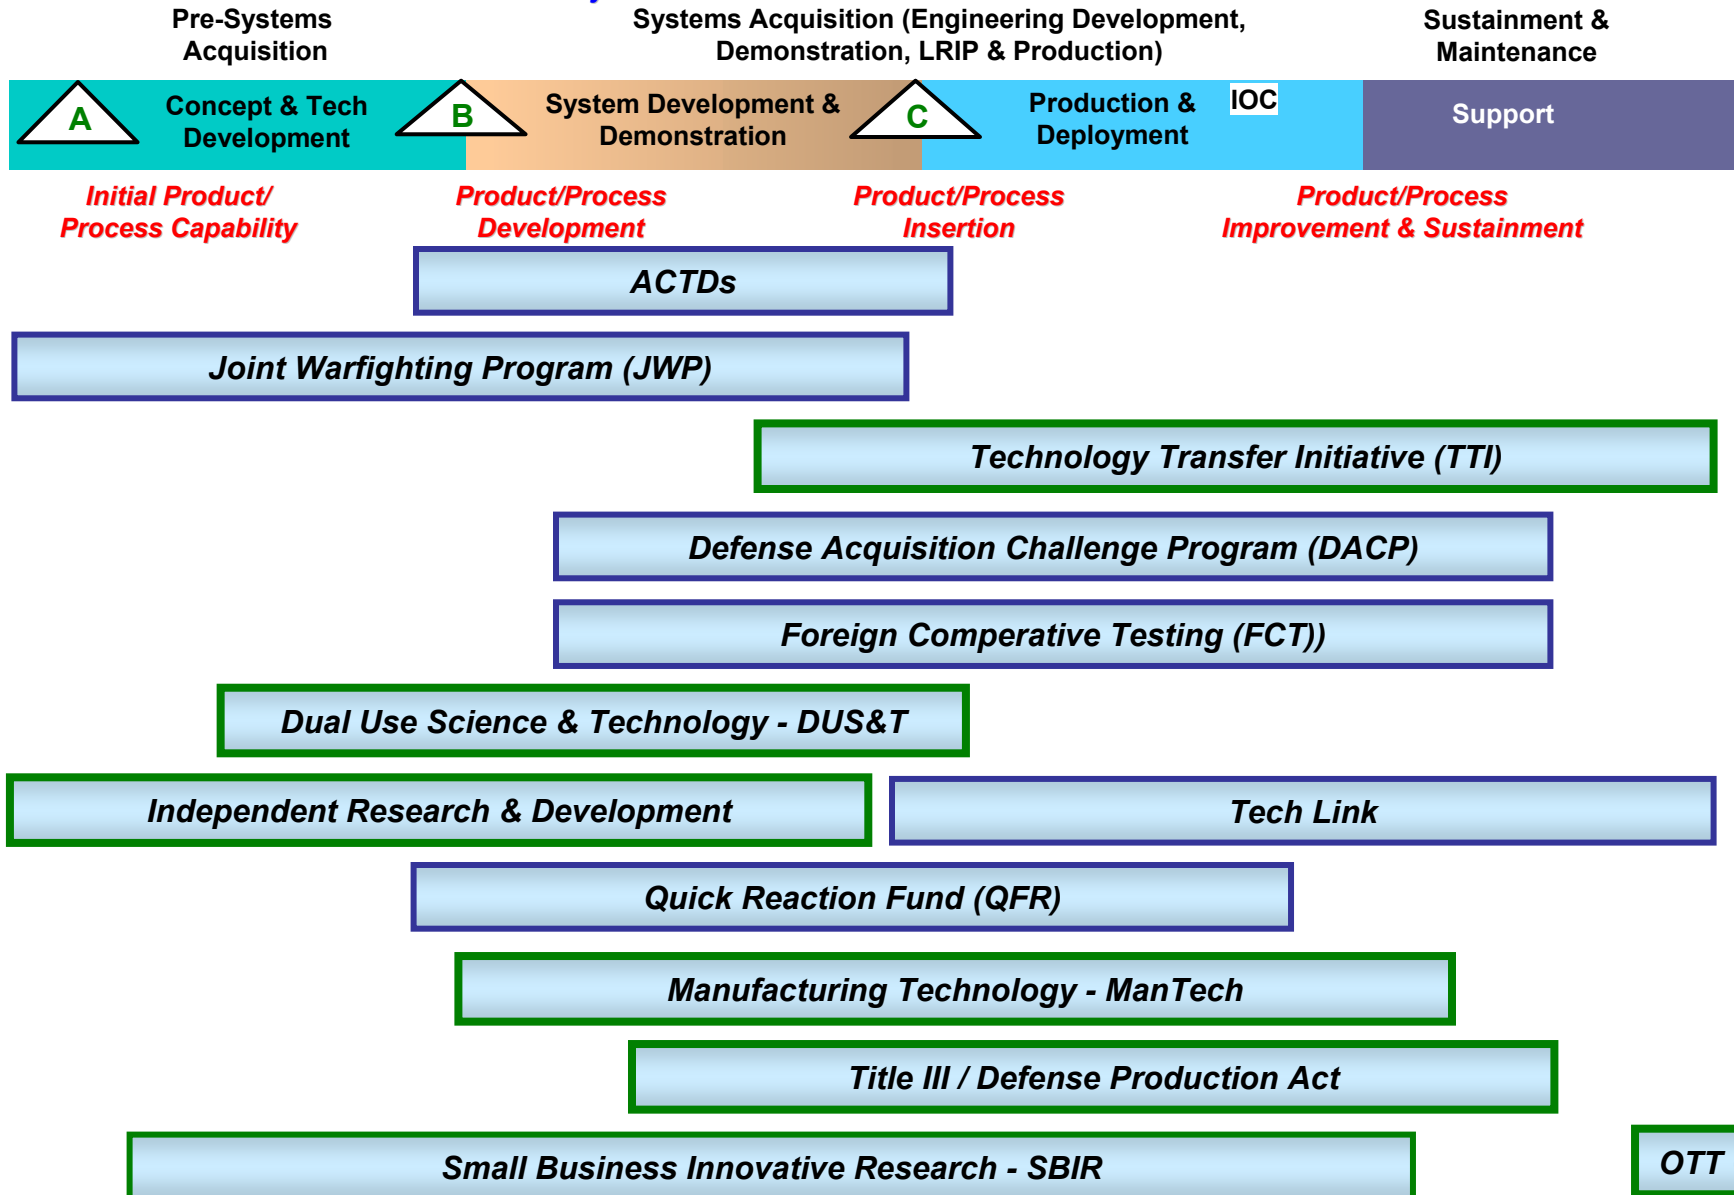 Pre-Systems
Acquisition
Systems Acquisition (Engineering Development,
Demonstration, LRIP & Production)
Sustainment &
Maintenance
A
Concept & Tech
Development
B
System Development &
Demonstration
C
Production &
Deployment
IOC
Support
Initial Product/
Process Capability
Product/Process
Development
Product/Process
Insertion
Product/Process
Improvement & Sustainment
ACTDs
Joint Warfighting Program (JWP)
Technology Transfer Initiative (TTI)
Defense Acquisition Challenge Program (DACP)
Foreign Comperative Testing (FCT))
Dual Use Science & Technology - DUS&T
Independent Research & Development
Tech Link
Quick Reaction Fund (QFR)
Manufacturing Technology - ManTech
Title III / Defense Production Act
Small Business Innovative Research - SBIR
OTT